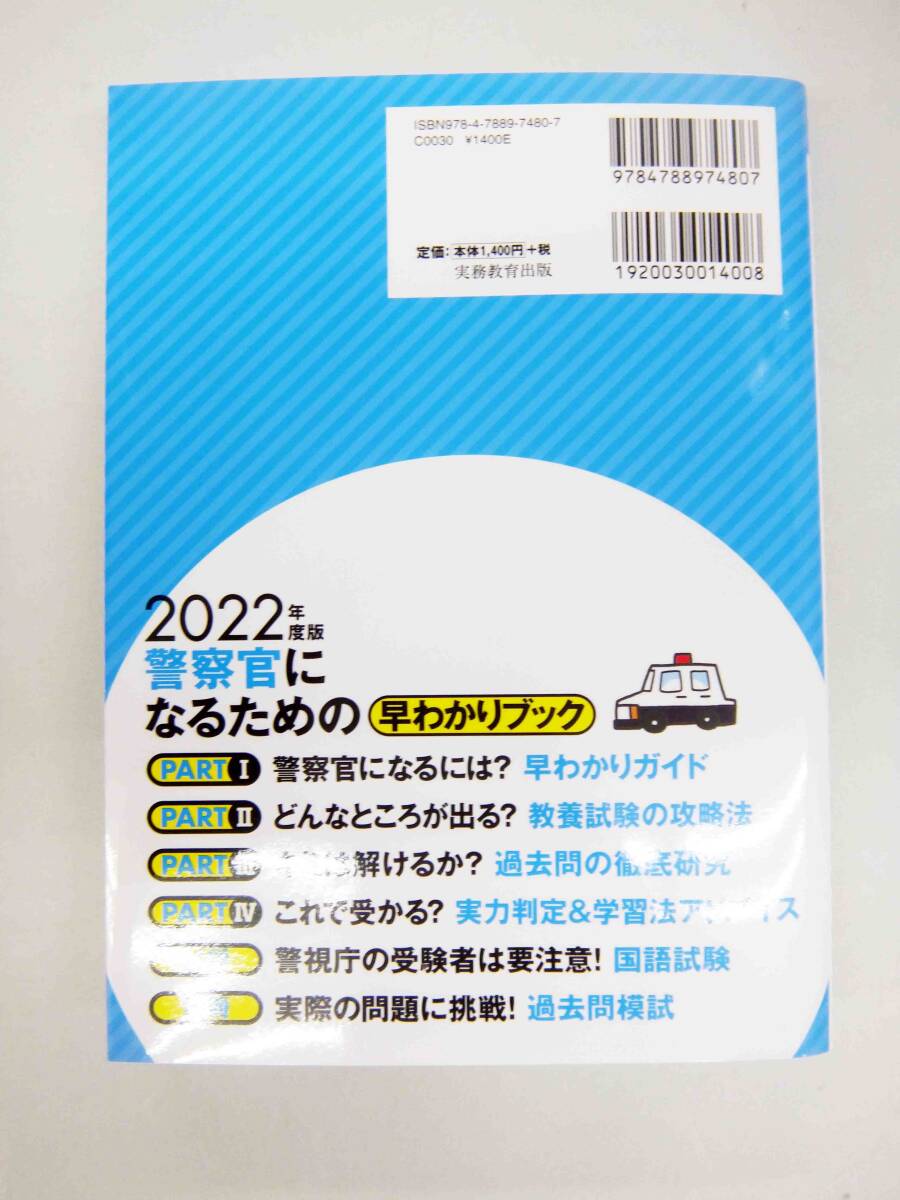 ISBN978-4-7889-7480-7
C0030 ¥1400E
9784788974807
定価：本体1,400円+税
実務教育出版
1920030014008
2022年度版
警察官に
なるための 早わかりブック
PART I 警察官になるには? 早わかりガイド
PART II どんなところが出る? 教養試験の攻略法
PART III 解けるか? 過去問の徹底研究
PART IV これで受かる? 実力判定&学習法ア
警視庁の受験者は要注意! 国語試験
実際の問題に挑戦! 過去問模試